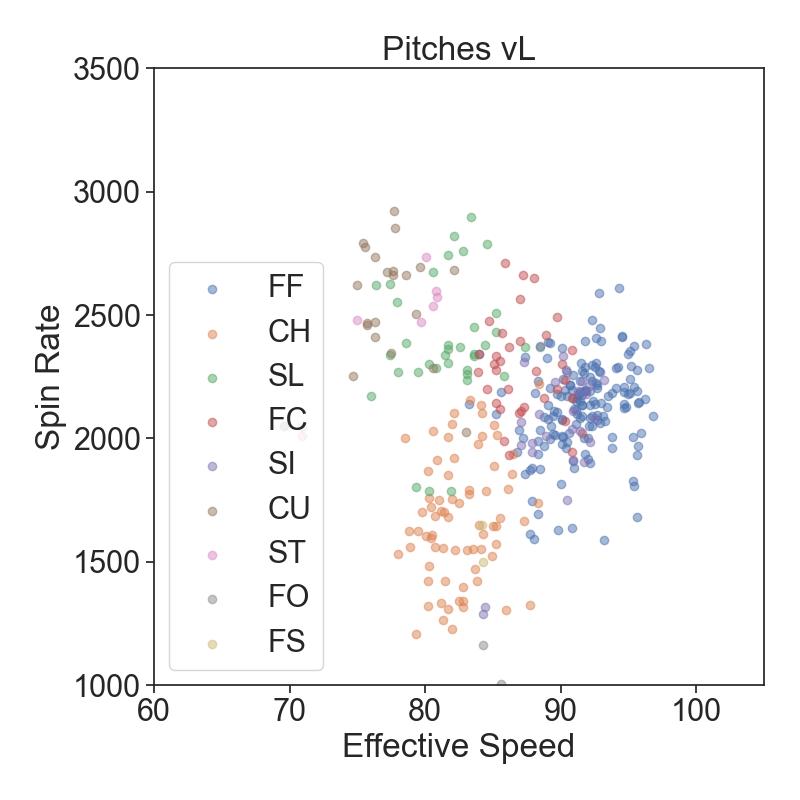 Pitches vL
3500
3000
2500
2000
1500
1000
Spin Rate
FF
CH
SL
FC
SI
CU
ST
FO
FS
60 70 80 90 100
Effective Speed